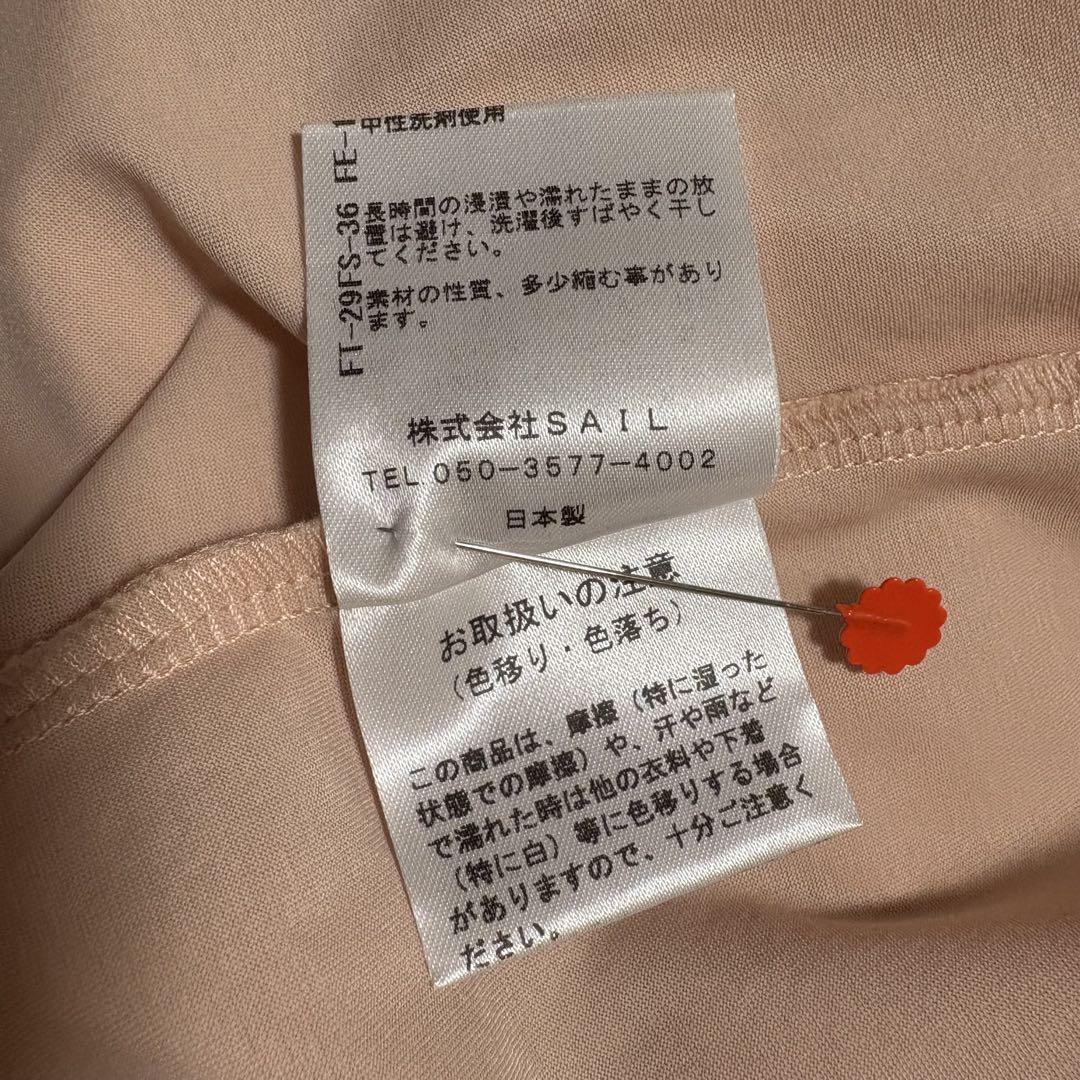 中性洗剤使用
FT-29FS-36 FE-1
長時間の浸漬や濡れたままの放
置は避け、洗濯後すばやく干し
てください。
素材の性質、多少縮む事があり
ます。
株式会社SAIL
TEL 050-3577-4002
日本製
お取扱いの注意
(色移り・色落ち)
この商品は、摩擦(特に湿った
状態での摩擦)や、汗や雨など
で濡れた時は他の衣料や下着
(特に白)等に色移りする場合
がありますので、十分ご注意く
ださい。